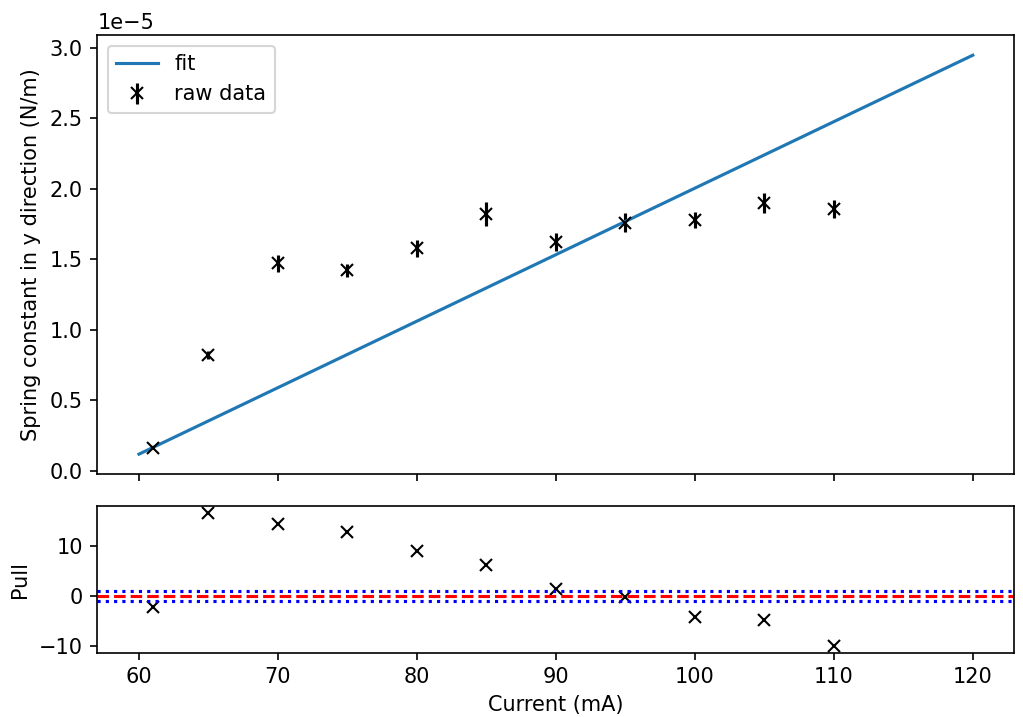 1e−5
Spring constant in y direction (N/m)
3.0
2.5
2.0
1.5
1.0
0.5
0.0
fit
raw data
Pull
10
0
−10
60
70
80
90
100
110
120
Current (mA)